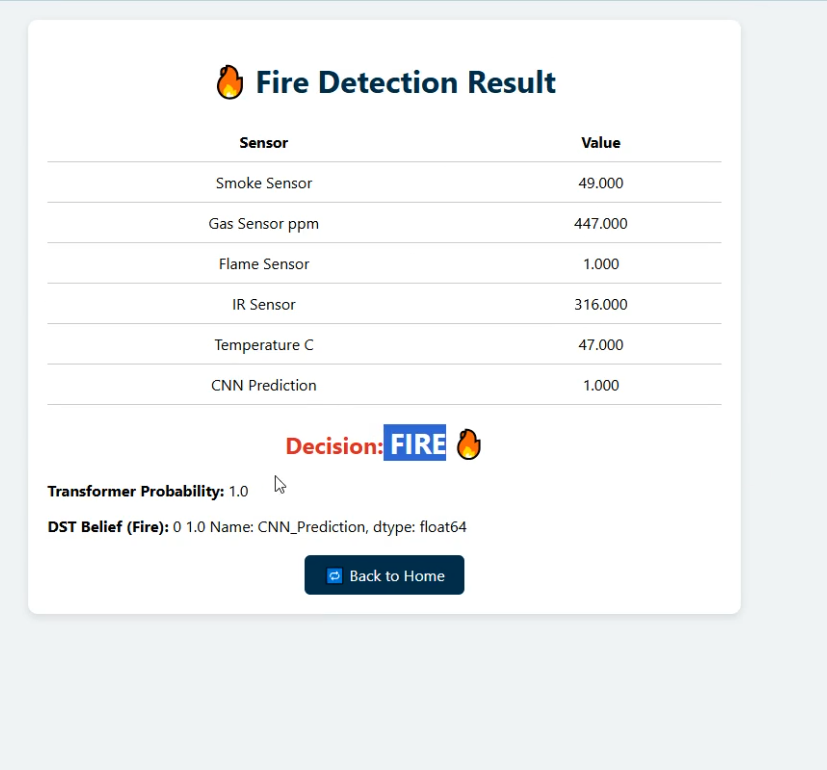 🔥 Fire Detection Result
Sensor Value
Smoke Sensor 49.000
Gas Sensor ppm 447.000
Flame Sensor 1.000
IR Sensor 316.000
Temperature C 47.000
CNN Prediction 1.000
Decision: FIRE 🔥
Transformer Probability: 1.0
DST Belief (Fire): 0 1.0 Name: CNN_Prediction, dtype: float64
🔁 Back to Home